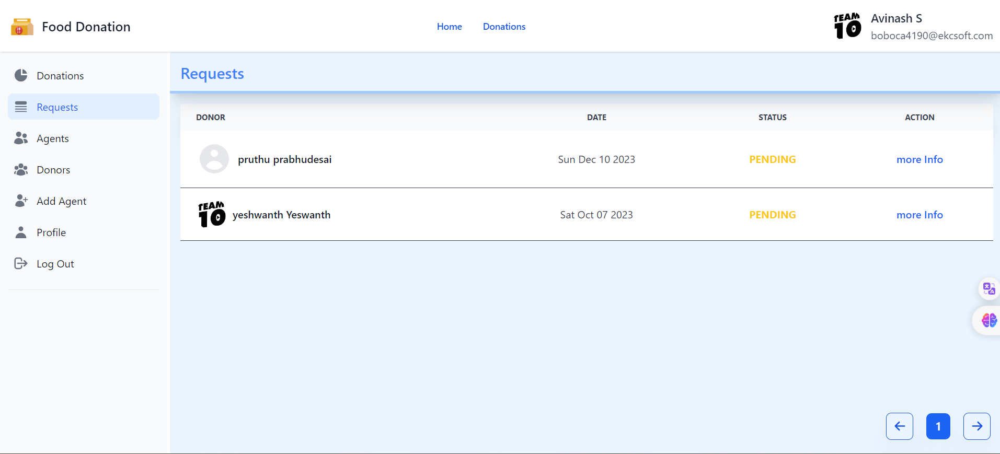 Food Donation
Home Donations
TEAM 10
Avinash S
boboca4190@ekcsoft.com
Donations
Requests
Agents
Donors
Add Agent
Profile
Log Out
Requests
DONOR DATE STATUS ACTION
pruthu prabhudesai Sun Dec 10 2023 PENDING more Info
TEAM 10 yeshwanth Yeswanth Sat Oct 07 2023 PENDING more Info
1